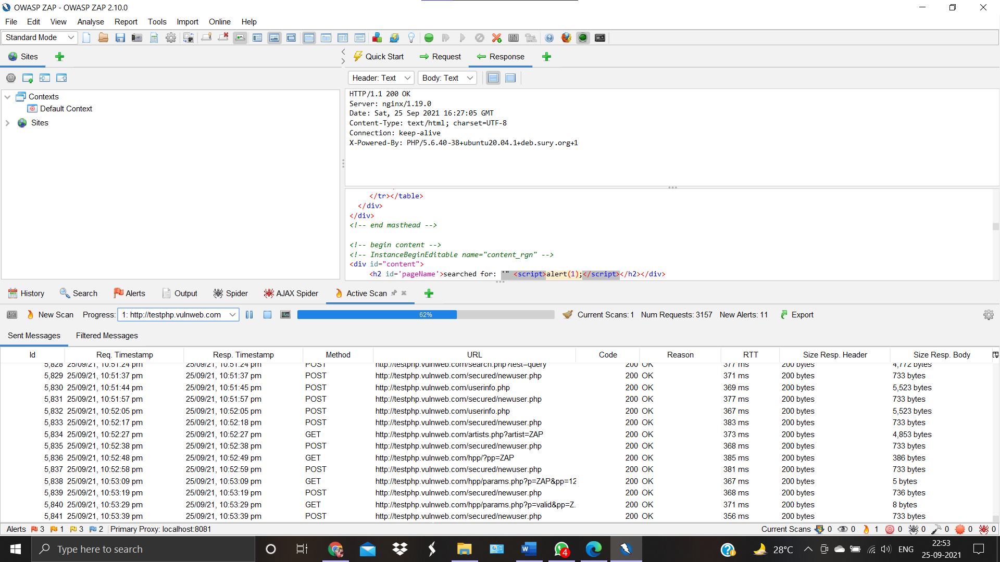 OWASP ZAP - OWASP ZAP 2.10.0
File Edit View Analyse Report Tools Import Online Help
Standard Mode
Sites
Quick Start Request Response
Header: Text Body: Text
Contexts
Default Context
Sites
HTTP/1.1 200 OK
Server: nginx/1.19.0
Date: Sat, 25 Sep 2021 16:27:05 GMT
Content-Type: text/html; charset=UTF-8
Connection: keep-alive
X-Powered-By: PHP/5.6.40-38+ubuntu20.04.1+deb.sury.org+1
</tr></table>
</div>
</div>
<!-- end masthead -->
<!-- begin content -->
<!-- InstanceBeginEditable name="content_rgn" -->
<div id="content">
<h2 id='pageName'>searched for: '" <script>alert(1);</script></h2></div>
History Search Alerts Output Spider AJAX Spider Active Scan
New Scan Progress: 1: http://testphp.vulnweb.com 62% Current Scans: 1 Num Requests: 3157 New Alerts: 11 Export
Sent Messages Filtered Messages
Id Req. Timestamp Resp. Timestamp Method URL Code Reason RTT Size Resp. Header Size Resp. Body
5,828 25/09/21, 10:51:24 pm 25/09/21, 10:51:24 pm POST http://testphp.vulnweb.com/search.php?test=query 200 OK 377 ms 200 bytes 4,772 bytes
5,829 25/09/21, 10:51:37 pm 25/09/21, 10:51:37 pm POST http://testphp.vulnweb.com/secured/newuser.php 200 OK 371 ms 200 bytes 733 bytes
5,830 25/09/21, 10:51:44 pm 25/09/21, 10:51:45 pm POST http://testphp.vulnweb.com/userinfo.php 200 OK 369 ms 200 bytes 5,523 bytes
5,831 25/09/21, 10:51:57 pm 25/09/21, 10:51:57 pm POST http://testphp.vulnweb.com/secured/newuser.php 200 OK 377 ms 200 bytes 733 bytes
5,832 25/09/21, 10:52:05 pm 25/09/21, 10:52:05 pm POST http://testphp.vulnweb.com/userinfo.php 200 OK 367 ms 200 bytes 5,523 bytes
5,833 25/09/21, 10:52:17 pm 25/09/21, 10:52:18 pm POST http://testphp.vulnweb.com/secured/newuser.php 200 OK 383 ms 200 bytes 733 bytes
5,834 25/09/21, 10:52:27 pm 25/09/21, 10:52:27 pm GET http://testphp.vulnweb.com/artists.php?artist=ZAP 200 OK 373 ms 200 bytes 4,853 bytes
5,835 25/09/21, 10:52:38 pm 25/09/21, 10:52:38 pm POST http://testphp.vulnweb.com/secured/newuser.php 200 OK 368 ms 200 bytes 733 bytes
5,836 25/09/21, 10:52:48 pm 25/09/21, 10:52:49 pm GET http://testphp.vulnweb.com/hpp/?pp=ZAP 200 OK 385 ms 200 bytes 386 bytes
5,837 25/09/21, 10:52:58 pm 25/09/21, 10:52:59 pm POST http://testphp.vulnweb.com/secured/newuser.php 200 OK 381 ms 200 bytes 733 bytes
5,838 25/09/21, 10:53:09 pm 25/09/21, 10:53:09 pm GET http://testphp.vulnweb.com/hpp/params.php?p=ZAP&pp=12 200 OK 367 ms 200 bytes 5 bytes
5,839 25/09/21, 10:53:19 pm 25/09/21, 10:53:19 pm POST http://testphp.vulnweb.com/secured/newuser.php 200 OK 368 ms 200 bytes 736 bytes
5,840 25/09/21, 10:53:29 pm 25/09/21, 10:53:29 pm GET http://testphp.vulnweb.com/hpp/params.php?p=valid&pp=Z... 200 OK 371 ms 200 bytes 8 bytes
5,841 25/09/21, 10:53:39 pm 25/09/21, 10:53:39 pm POST http://testphp.vulnweb.com/secured/newuser.php 200 OK 356 ms 200 bytes 733 bytes
Alerts 3 1 3 2 Primary Proxy: localhost:8081 Current Scans 0 0 1 0 0 0 0 0
Type here to search 4 28°C ENG 22:53
25-09-2021